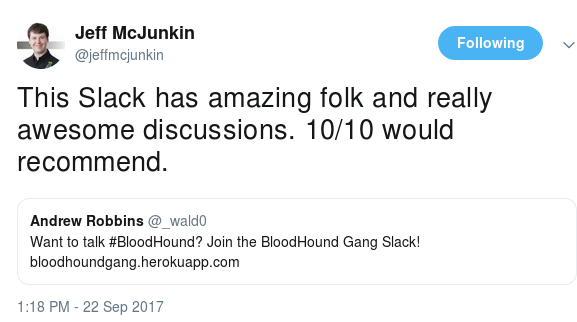 Jeff McJunkin
@jeffmcjunkin
Following
This Slack has amazing folk and really
awesome discussions. 10/10 would
recommend.
Andrew Robbins @_wald0
Want to talk #BloodHound? Join the BloodHound Gang Slack!
bloodhoundgang.herokuapp.com
1:18 PM - 22 Sep 2017